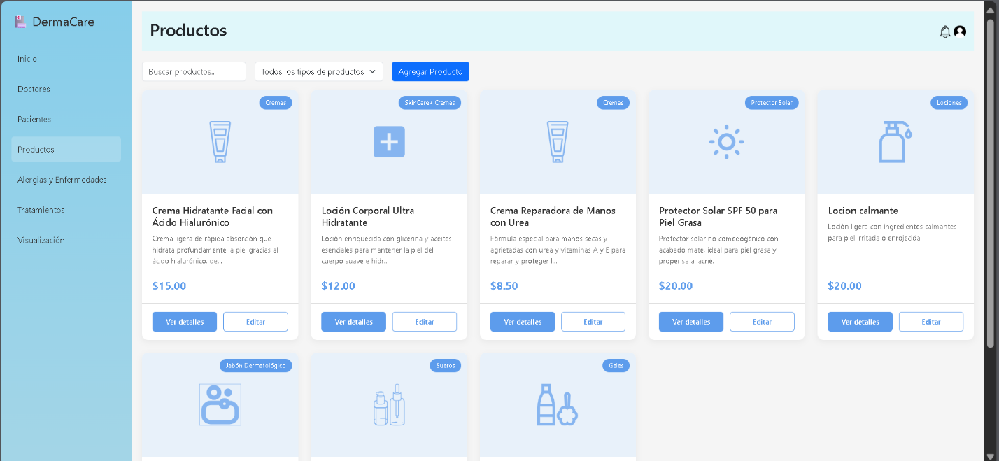 DermaCare
Inicio
Doctores
Pacientes
Productos
Alergias y Enfermedades
Tratamientos
Visualización
Productos
Buscar productos...
Todos los tipos de productos
Agregar Producto
Cremas
Crema Hidratante Facial con
Ácido Hialurónico
Crema ligera de rápida absorción que
hidrata profundamente la piel gracias al
ácido hialurónico, de...
$15.00
Ver detalles
Editar
SkinCare+ Cremas
Loción Corporal Ultra-
Hidratante
Loción enriquecida con glicerina y aceites
esenciales para mantener la piel del
cuerpo suave e hidr...
$12.00
Ver detalles
Editar
Cremas
Crema Reparadora de Manos
con Urea
Fórmula especial para manos secas y
agrietadas con urea y vitaminas A y E para
reparar y proteger l...
$8.50
Ver detalles
Editar
Protector Solar
Protector Solar SPF 50 para
Piel Grasa
Protector solar no comedogénico con
acabado mate, ideal para piel grasa y
propensa al acné.
$20.00
Ver detalles
Editar
Lociones
Locion calmante
Loción ligera con ingredientes calmantes
para piel irritada o enrojecida.
$20.00
Ver detalles
Editar
Jabón Dermatológico
Sueros
Geles